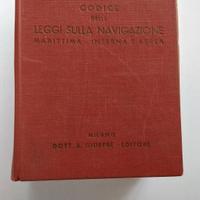 CODICE
DELLE
LEGGI SULLA NAVIGAZIONE
MARITTIMA - INTERNA E AEREA
MILANO
DOTT. A. GIUFFRÈ - EDITORE